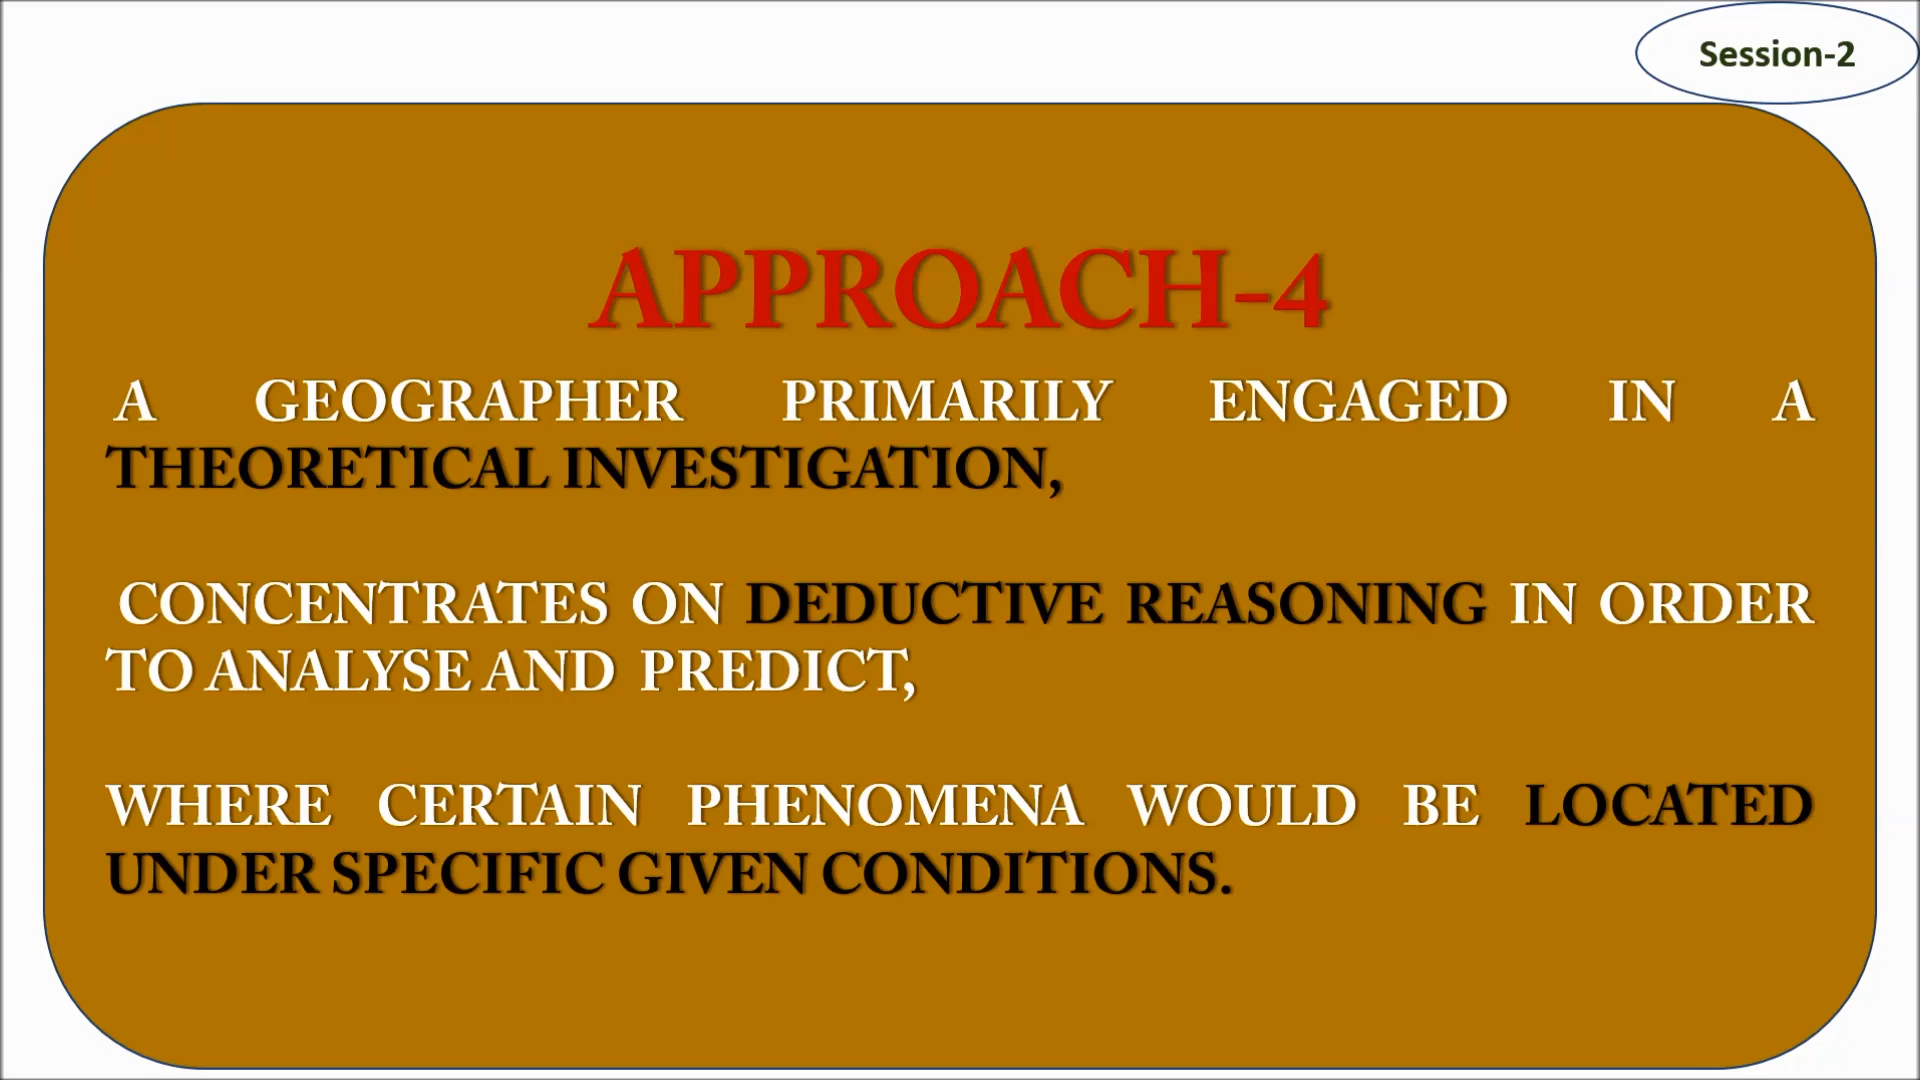 Session-2
APPROACH-4
A GEOGRAPHER PRIMARILY ENGAGED IN A
THEORETICAL INVESTIGATION,
CONCENTRATES ON DEDUCTIVE REASONING IN ORDER
TO ANALYSE AND PREDICT,
WHERE CERTAIN PHENOMENA WOULD BE LOCATED
UNDER SPECIFIC GIVEN CONDITIONS.